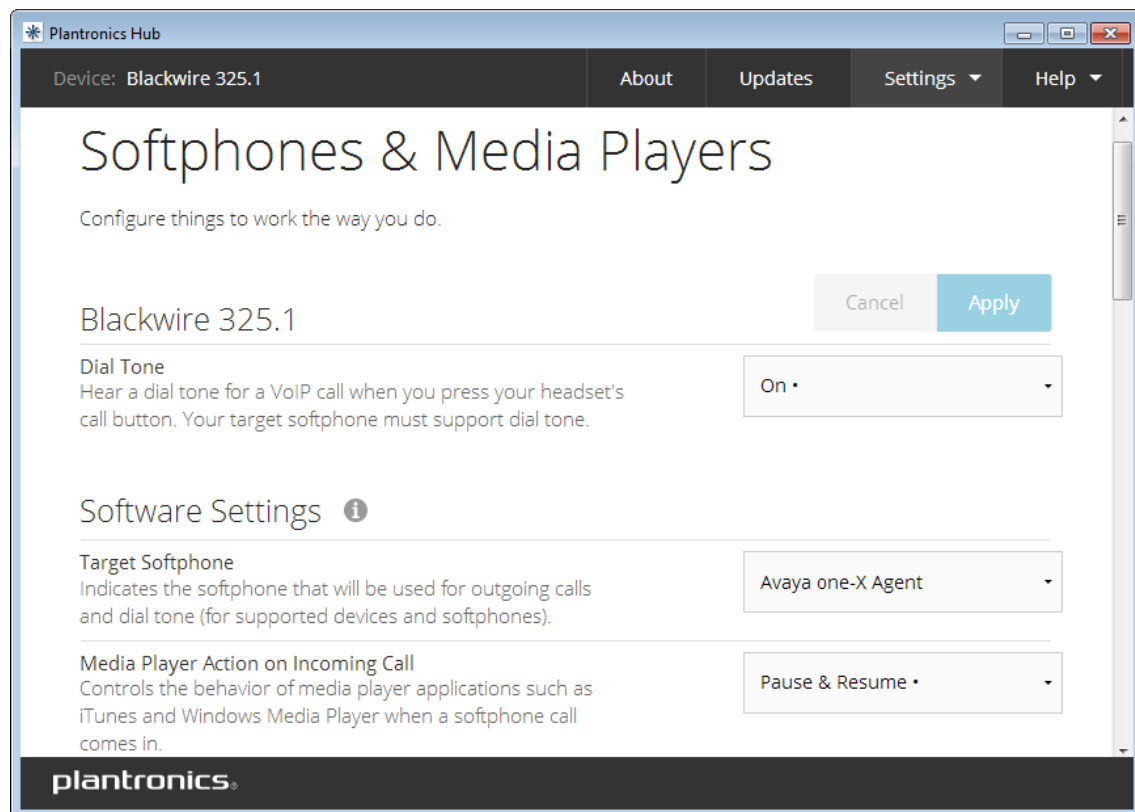 Plantronics Hub
Device: Blackwire 325.1
About
Updates
Settings
Help
Softphones & Media Players
Configure things to work the way you do.
Cancel
Apply
Blackwire 325.1
Dial Tone
Hear a dial tone for a VoIP call when you press your headset's
call button. Your target softphone must support dial tone.
On •
Software Settings
Target Softphone
Indicates the softphone that will be used for outgoing calls
and dial tone (for supported devices and softphones).
Avaya one-X Agent
Media Player Action on Incoming Call
Controls the behavior of media player applications such as
iTunes and Windows Media Player when a softphone call
comes in.
Pause & Resume •
plantronics®